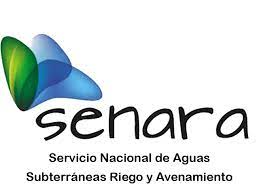 senara
Servicio Nacional de Aguas
Subterráneas Riego y Avenamiento